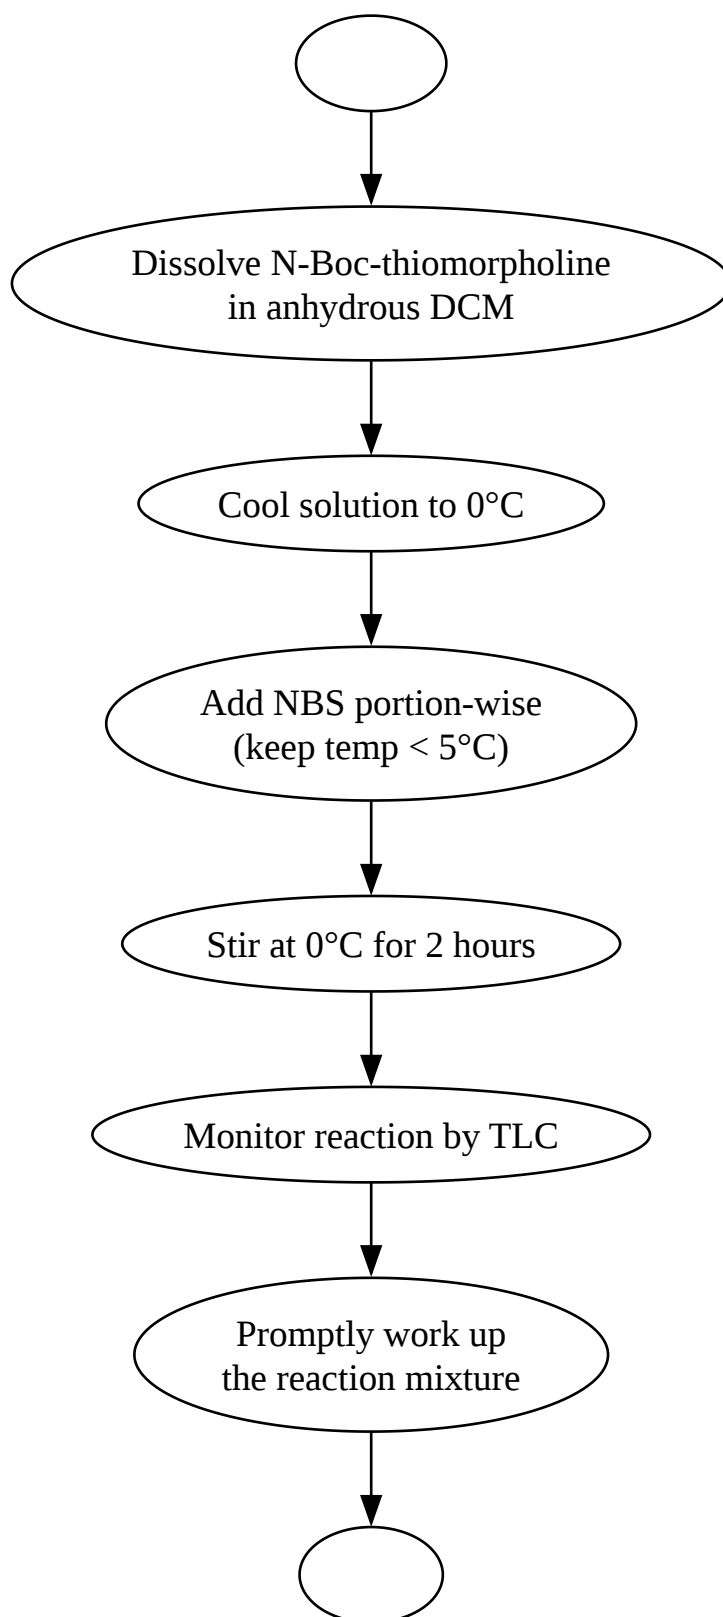 Dissolve N-Boc-thiomorpholine
in anhydrous DCM
Cool solution to 0°C
Add NBS portion-wise
(keep temp < 5°C)
Stir at 0°C for 2 hours
Monitor reaction by TLC
Promptly work up
the reaction mixture